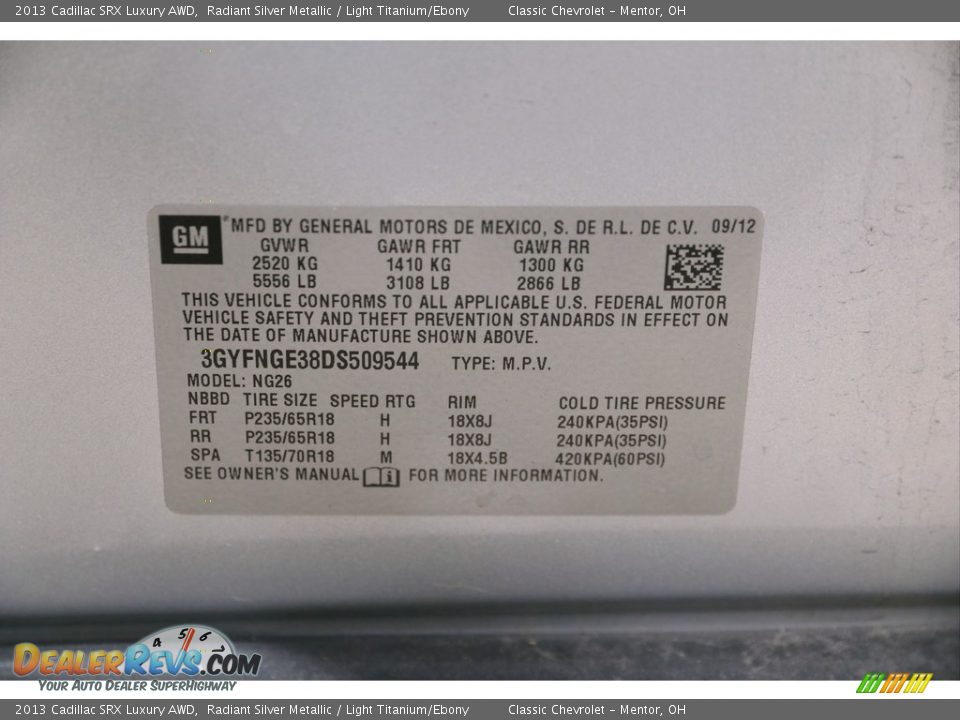 2013 Cadillac SRX Luxury AWD,  Radiant Silver Metallic / Light Titanium/Ebony  Classic Chevrolet – Mentor, OH
GM ®MFD BY GENERAL MOTORS DE MEXICO, S. DE R.L. DE C.V. 09/12
GVWR GAWR FRT GAWR RR
2520 KG 1410 KG 1300 KG
5556 LB 3108 LB 2866 LB
THIS VEHICLE CONFORMS TO ALL APPLICABLE U.S. FEDERAL MOTOR
VEHICLE SAFETY AND THEFT PREVENTION STANDARDS IN EFFECT ON
THE DATE OF MANUFACTURE SHOWN ABOVE.
3GYFNGE38DS509544 TYPE: M.P.V.
MODEL: NG26
NBBD TIRE SIZE SPEED RTG RIM COLD TIRE PRESSURE
FRT P235/65R18 H 18X8J 240KPA(35PSI)
RR P235/65R18 H 18X8J 240KPA(35PSI)
SPA T135/70R18 M 18X4.5B 420KPA(60PSI)
SEE OWNER'S MANUAL i FOR MORE INFORMATION.
4 5 6 7
DEALERREVS.COM
YOUR AUTO DEALER SUPERHIGHWAY
2013 Cadillac SRX Luxury AWD,  Radiant Silver Metallic / Light Titanium/Ebony  Classic Chevrolet – Mentor, OH